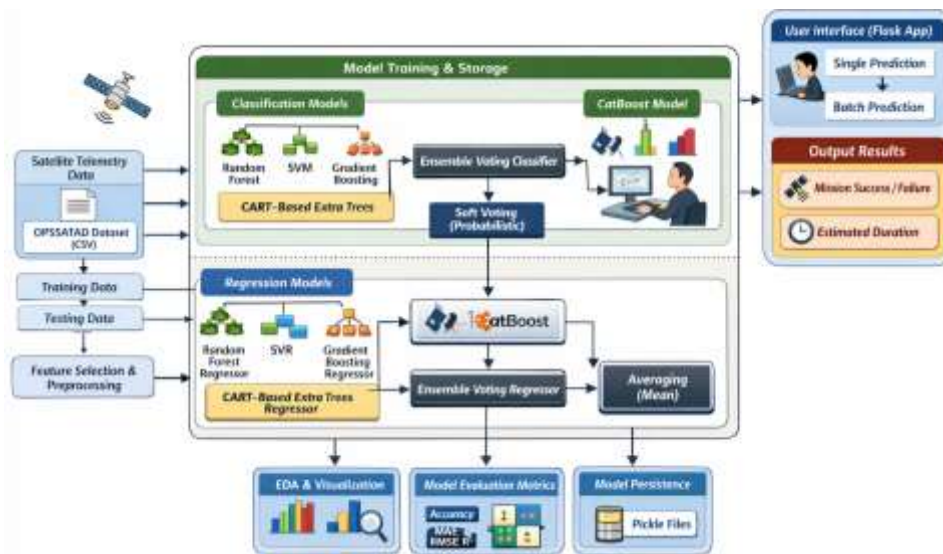 User Interface (Flask App)
Single Prediction
Batch Prediction
Model Training & Storage
Classification Models
CatBoost Model
Random
Forest
SVM
Gradient
Boosting
Ensemble Voting Classifier
CART-Based Extra Trees
Soft Voting
(Probabilistic)
Output Results
Mission Success / Failure
Estimated Duration
Satellite Telemetry
Data
OPSSATAD Dataset
(CSV)
Training Data
Testing Data
Feature Selection &
Preprocessing
Regression Models
Random
Forest
Regressor
SVR
Gradient
Boosting
Regressor
CatBoost
CART-Based Extra Trees
Regressor
Ensemble Voting Regressor
Averaging
(Mean)
EDA & Visualization
Model Evaluation Metrics
Accuracy
MAE
RMSE
Model Persistence
Pickle Files